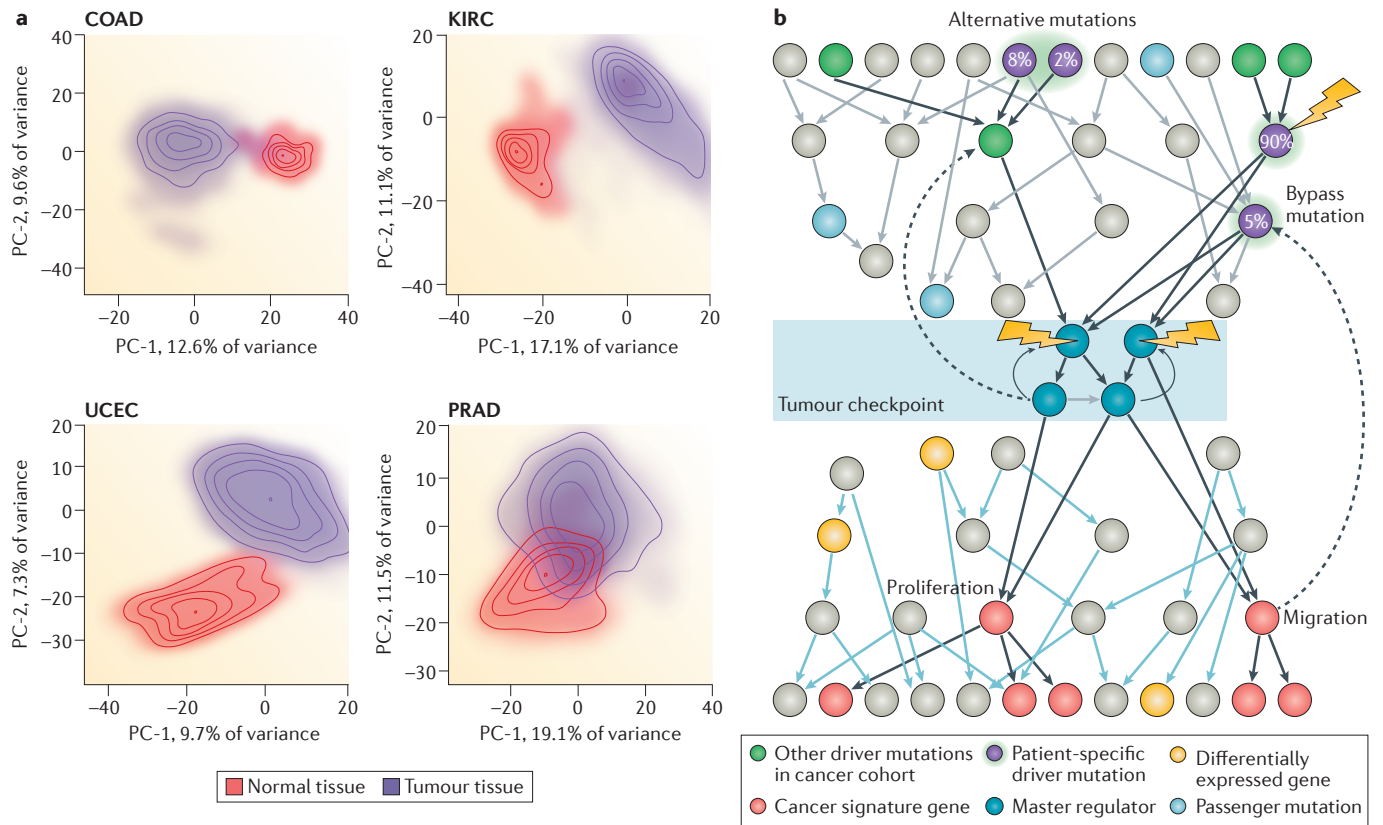 a
COAD
40
20
0
−20
−40
PC-2, 9.6% of variance
−20
0
20
40
PC-1, 12.6% of variance
KIRC
20
0
−20
−40
PC-2, 11.1% of variance
−40
−20
0
20
PC-1, 17.1% of variance
UCEC
20
10
0
−10
−20
−30
PC-2, 7.3% of variance
−40
−20
0
20
PC-1, 9.7% of variance
PRAD
20
10
0
−10
−20
−30
PC-2, 11.5% of variance
−20
0
20
40
PC-1, 19.1% of variance
Normal tissue
Tumour tissue
b
Alternative mutations
8%
2%
90%
Bypass
mutation
5%
Tumour checkpoint
Proliferation
Migration
Other driver mutations
in cancer cohort
Patient-specific
driver mutation
Differentially
expressed gene
Cancer signature gene
Master regulator
Passenger mutation